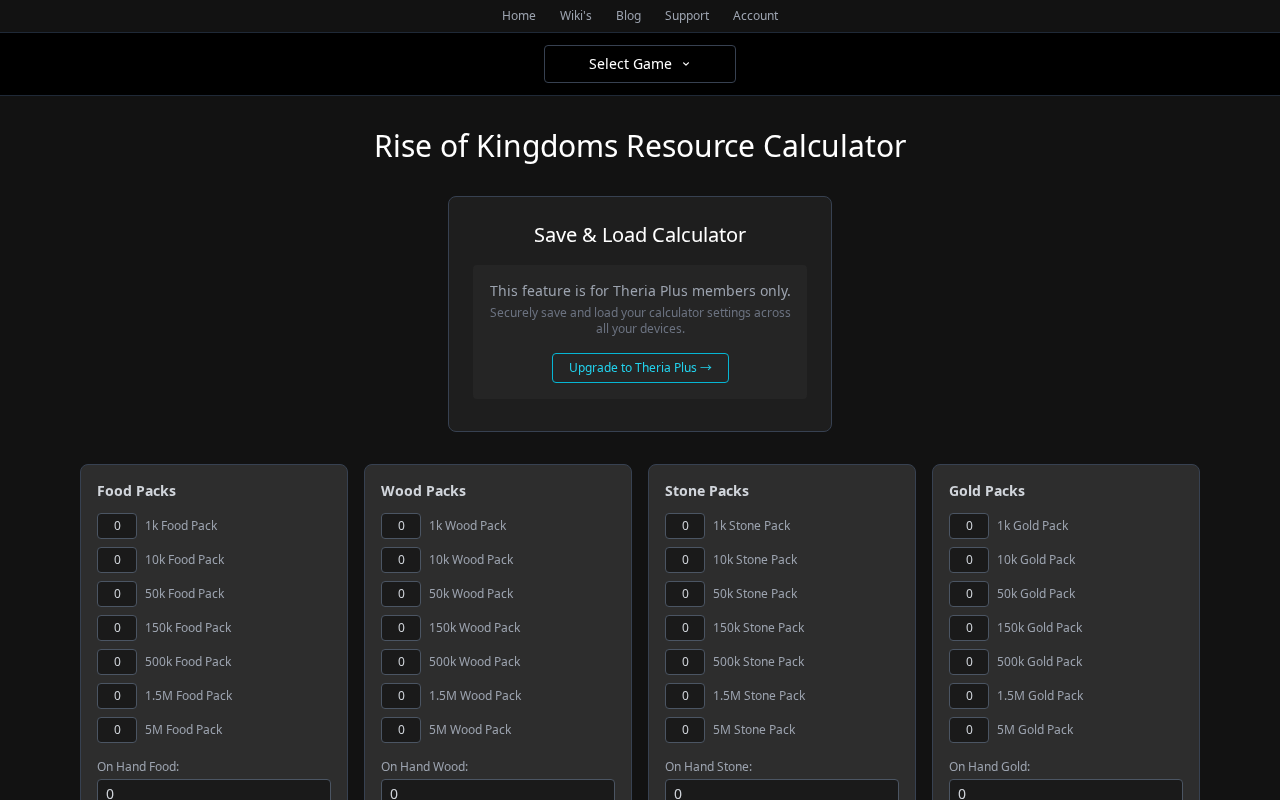 Home Wiki's Blog Support Account
Select Game
Rise of Kingdoms Resource Calculator
Save & Load Calculator
This feature is for Theria Plus members only.
Securely save and load your calculator settings across
all your devices.
Upgrade to Theria Plus →
Food Packs
0 1k Food Pack
0 10k Food Pack
0 50k Food Pack
0 150k Food Pack
0 500k Food Pack
0 1.5M Food Pack
0 5M Food Pack
On Hand Food:
0
Wood Packs
0 1k Wood Pack
0 10k Wood Pack
0 50k Wood Pack
0 150k Wood Pack
0 500k Wood Pack
0 1.5M Wood Pack
0 5M Wood Pack
On Hand Wood:
0
Stone Packs
0 1k Stone Pack
0 10k Stone Pack
0 50k Stone Pack
0 150k Stone Pack
0 500k Stone Pack
0 1.5M Stone Pack
0 5M Stone Pack
On Hand Stone:
0
Gold Packs
0 1k Gold Pack
0 10k Gold Pack
0 50k Gold Pack
0 150k Gold Pack
0 500k Gold Pack
0 1.5M Gold Pack
0 5M Gold Pack
On Hand Gold:
0